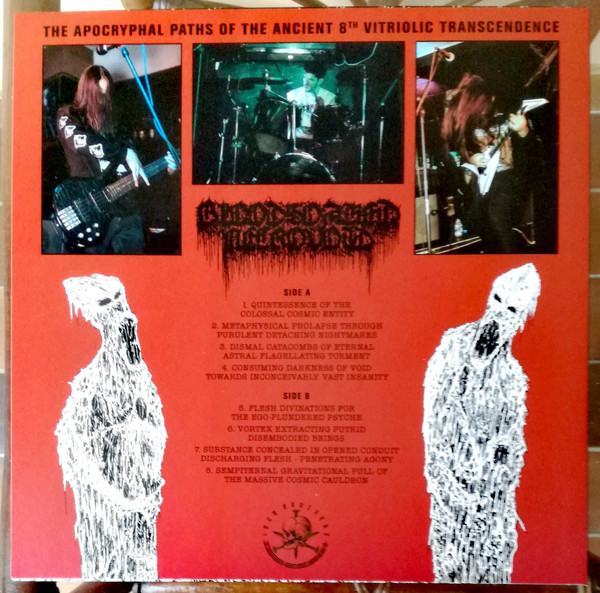 THE APOCRYPHAL PATHS OF THE ANCIENT 8TH VITRIOLIC TRANSCENDENCE
BLOODSOAKED
NECROVOID
SIDE A
1. QUINTESSENCE OF THE
COLOSSAL COSMIC ENTITY
2. METAPHYSICAL PROLAPSE THROUGH
PURULENT DETACHING NIGHTMARES
3. DISMAL CATACOMBS OF ETERNAL
ASTRAL FLAGELLATING TORMENT
4. CONSUMING DARKNESS OF VOID
TOWARDS INCONCEIVABLY VAST INSANITY
SIDE B
5. FLESH DIVINATIONS FOR
THE EGO-PLUNDERED PSYCHE
6. VORTEX EXTRACTING PUTRID
DISEMBODIED BEINGS
7. SUBSTANCE CONCEALED IN OPENED CONDUIT
DISCHARGING FLESH - PENETRATING AGONY
8. SEMPITERNAL GRAVITATIONAL PULL OF
THE MASSIVE COSMIC CAULDRON